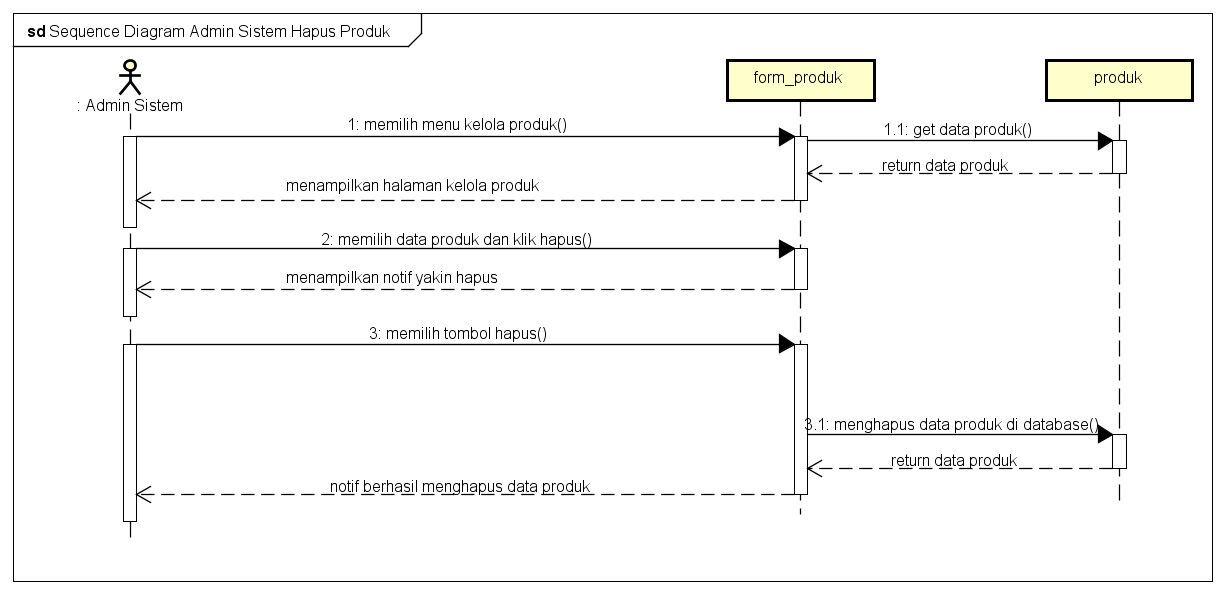 sd Sequence Diagram Admin Sistem Hapus Produk
: Admin Sistem
form_produk
produk
1: memilih menu kelola produk()
1.1: get data produk()
return data produk
menampilkan halaman kelola produk
2: memilih data produk dan klik hapus()
menampilkan notif yakin hapus
3: memilih tombol hapus()
3.1: menghapus data produk di database()
return data produk
notif berhasil menghapus data produk